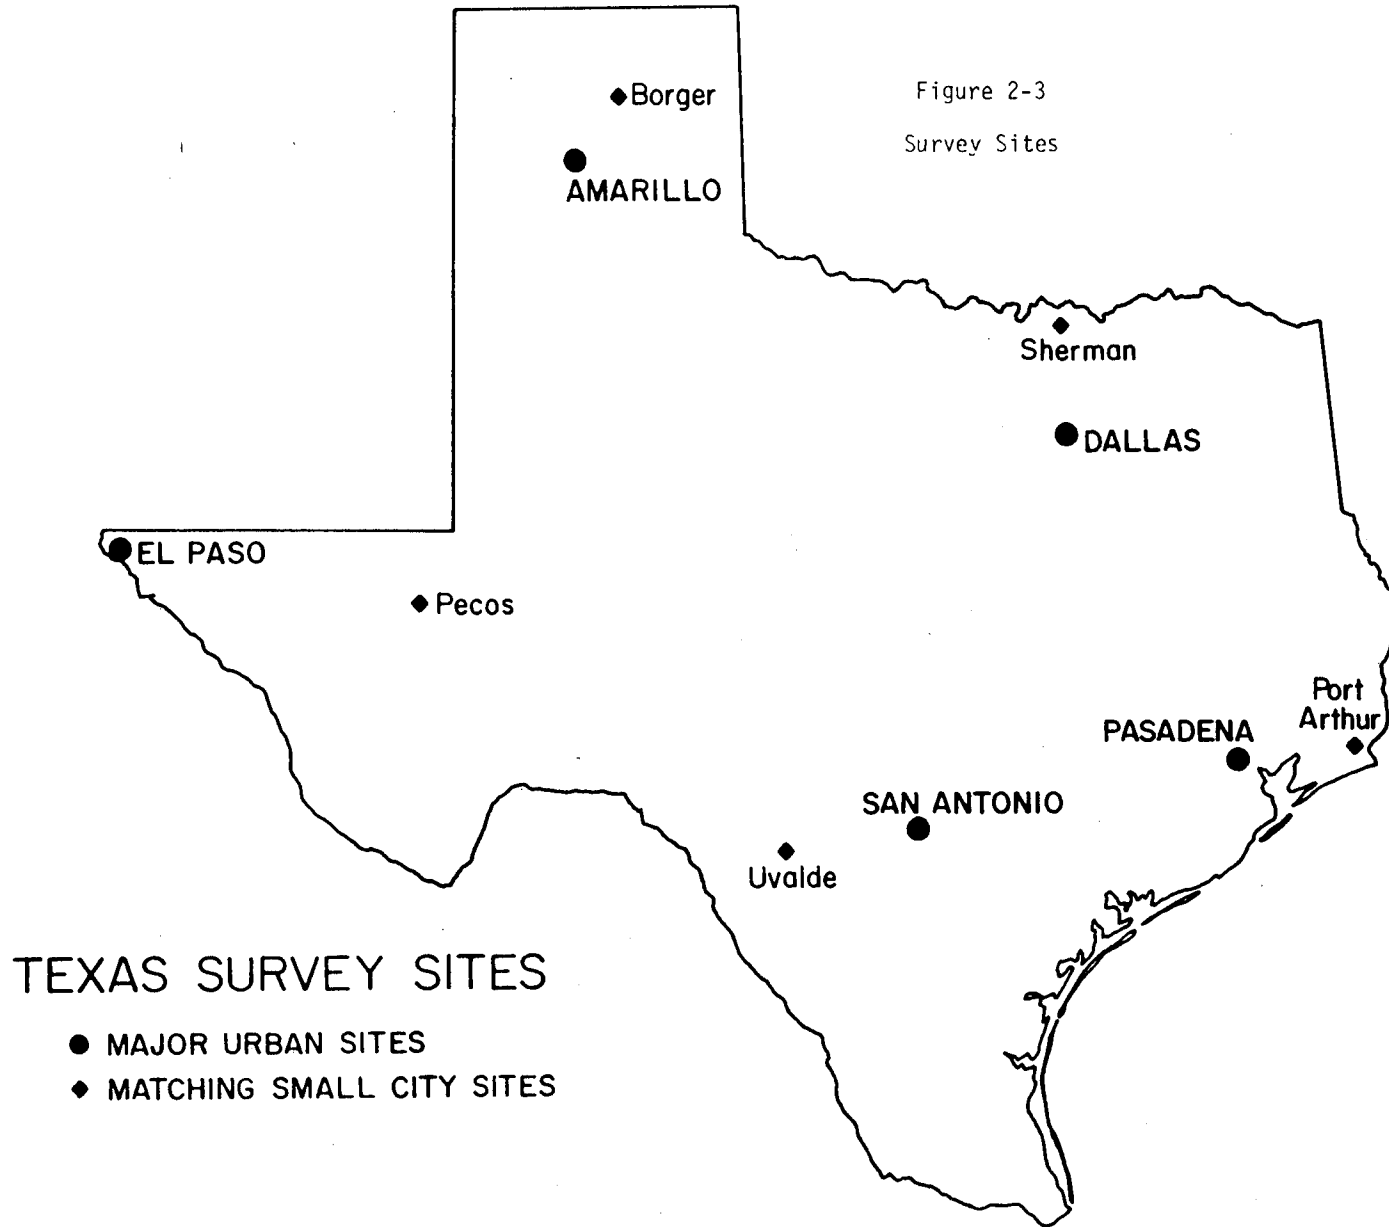 Figure 2-3
Survey Sites
Borger
AMARILLO
Sherman
DALLAS
EL PASO
Pecos
Port
Arthur
PASADENA
SAN ANTONIO
Uvalde
TEXAS SURVEY SITES
MAJOR URBAN SITES
MATCHING SMALL CITY SITES